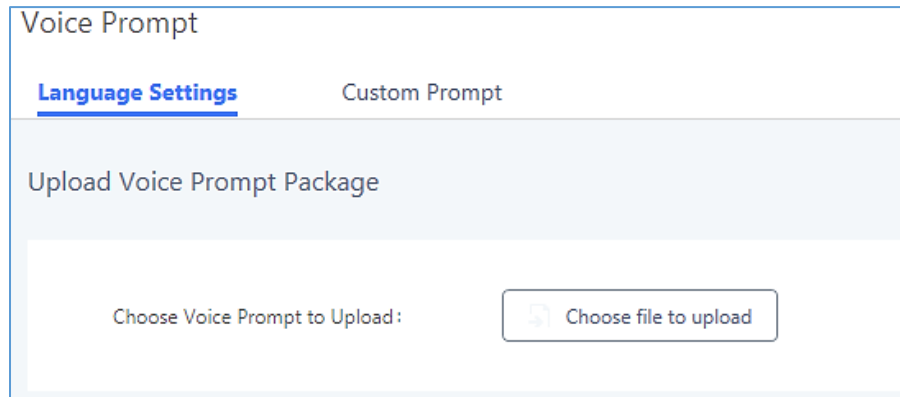 Voice Prompt
Language Settings Custom Prompt
Upload Voice Prompt Package
Choose Voice Prompt to Upload: Choose file to upload